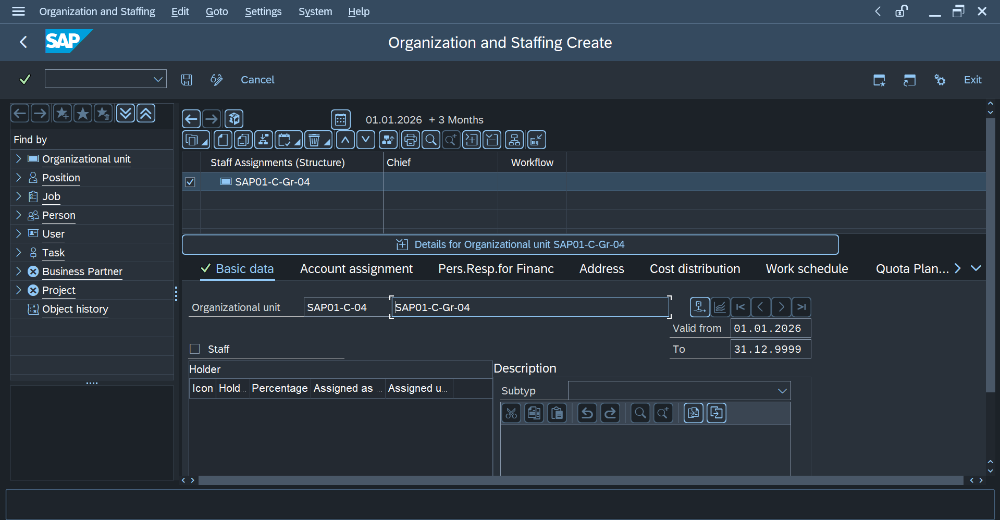 Organization and Staffing Edit Goto Settings System Help
SAP Organization and Staffing Create
Cancel Exit
01.01.2026 + 3 Months
Find by
Organizational unit
Position
Job
Person
User
Task
Business Partner
Project
Object history
Staff Assignments (Structure) Chief Workflow
SAP01-C-Gr-04
Details for Organizational unit SAP01-C-Gr-04
Basic data Account assignment Pers.Resp.for Financ Address Cost distribution Work schedule Quota Plan...
Organizational unit SAP01-C-04 SAP01-C-Gr-04
Valid from 01.01.2026
Staff
To 31.12.9999
Holder
Icon Hold... Percentage Assigned as ... Assigned u...
Description
Subtyp